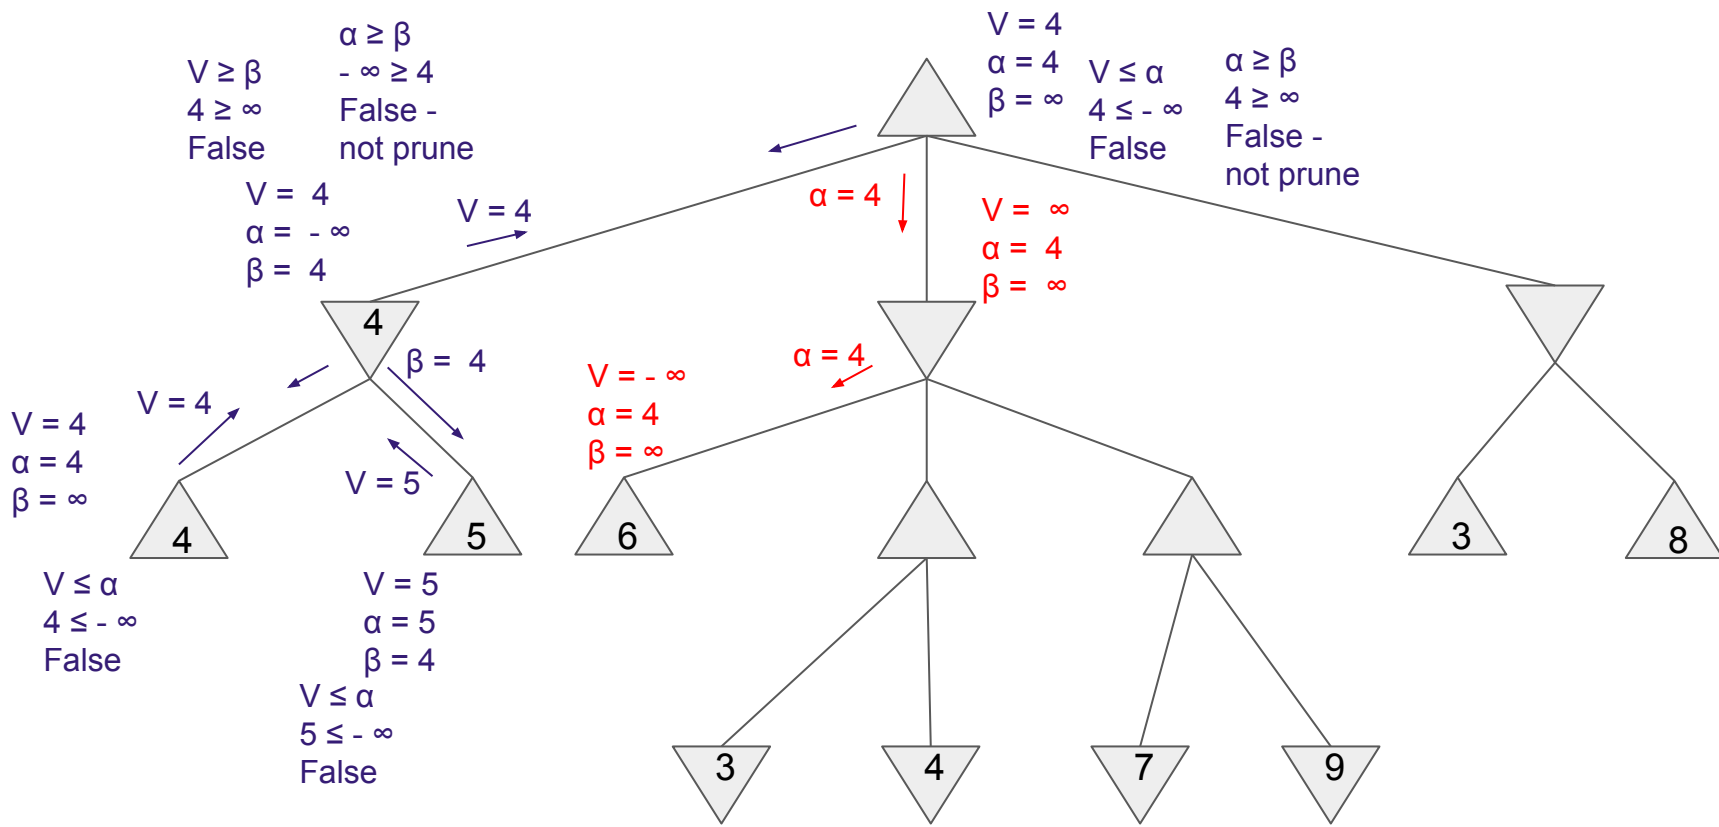 V = 4
α = 4
β = ∞
α ≥ β
- ∞ ≥ 4
False -
not prune
V ≥ β
4 ≥ ∞
False
V ≤ α
4 ≤ - ∞
False
α ≥ β
4 ≥ ∞
False -
not prune
V = 4
α = - ∞
β = 4
V = 4
α = 4
V = ∞
α = 4
β = ∞
4
β = 4
α = 4
V = - ∞
α = 4
β = ∞
V = 4
V = 4
α = 4
β = ∞
V = 5
4
5
6
3
8
V ≤ α
4 ≤ - ∞
False
V = 5
α = 5
β = 4
V ≤ α
5 ≤ - ∞
False
3
4
7
9